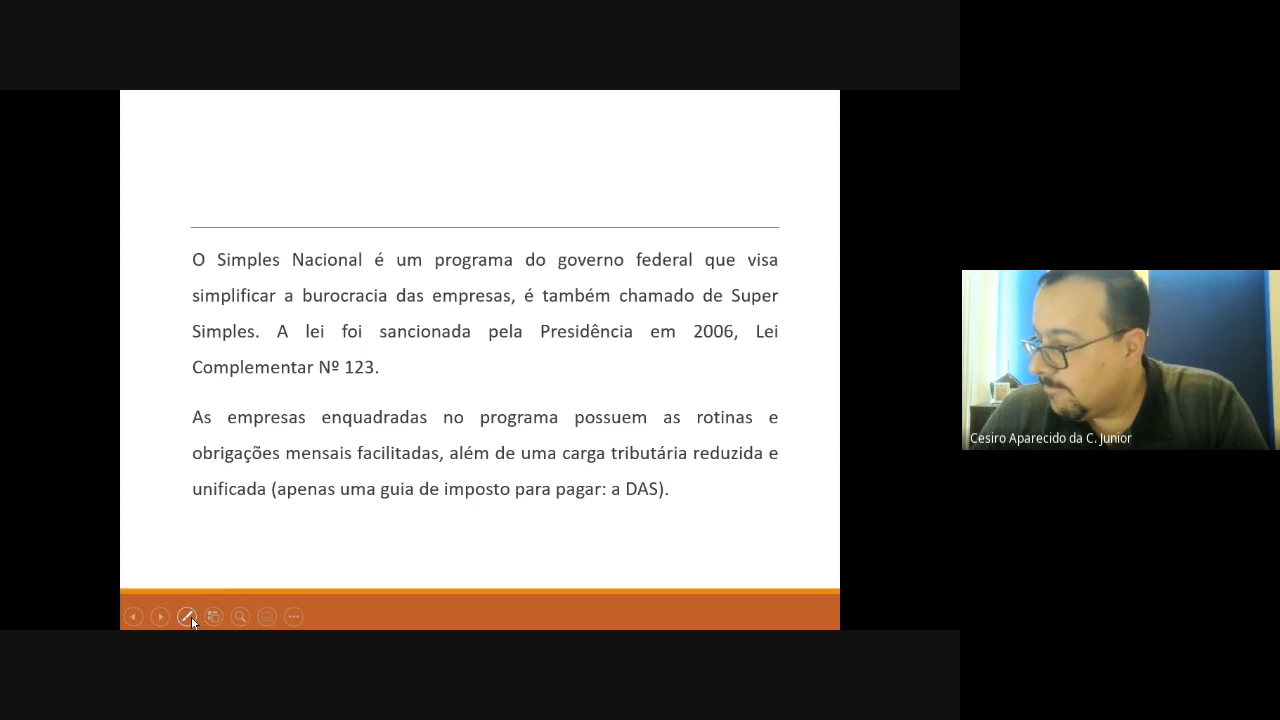 O Simples Nacional é um programa do governo federal que visa
simplificar a burocracia das empresas, é também chamado de Super
Simples. A lei foi sancionada pela Presidência em 2006, Lei
Complementar Nº 123.
As empresas enquadradas no programa possuem as rotinas e
obrigações mensais facilitadas, além de uma carga tributária reduzida e
unificada (apenas uma guia de imposto para pagar: a DAS).
Cesiro Aparecido da C. Junior